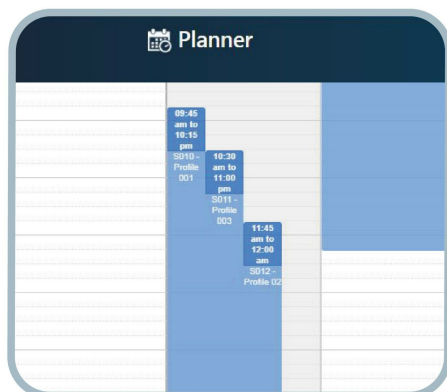 Planner
09:45
am to
10:15
pm
S010 -
Profile
001
10:30
am to
11:00
pm
S011 -
Profile
003
11:45
am to
12:00
am
S012 -
Profile 02